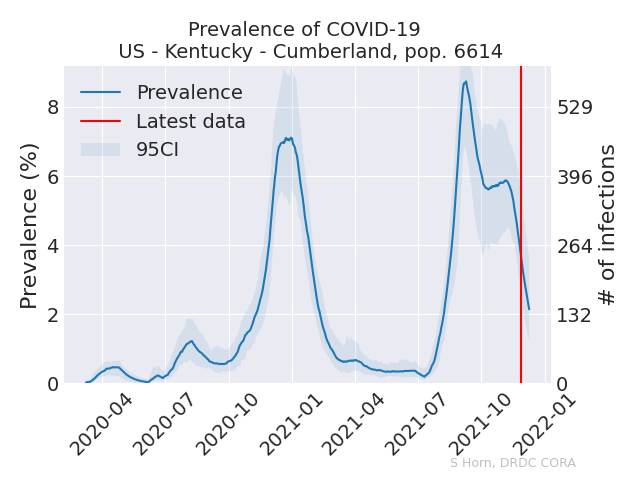 Prevalence of COVID-19
US - Kentucky - Cumberland, pop. 6614
Prevalence
Latest data
95CI
Prevalence (%)
8
6
4
2
0
529
396
264
132
0
# of infections
2020-04
2020-07
2020-10
2021-01
2021-04
2021-07
2021-10
2022-01
S Horn, DRDC CORA